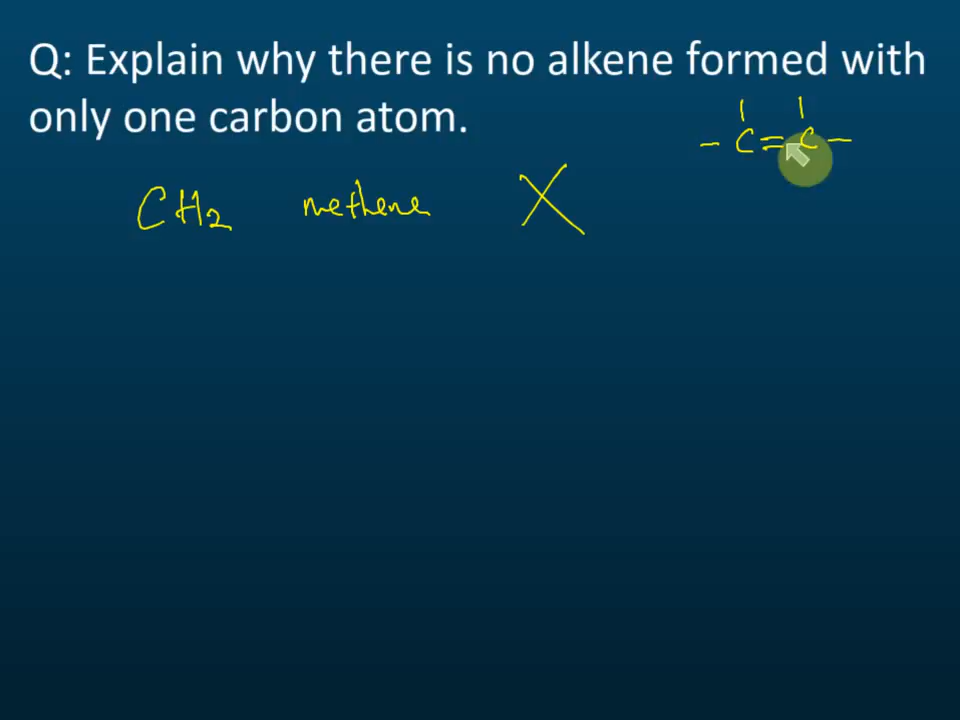 Q: Explain why there is no alkene formed with
only one carbon atom.
- C = C -
CH2 methene X